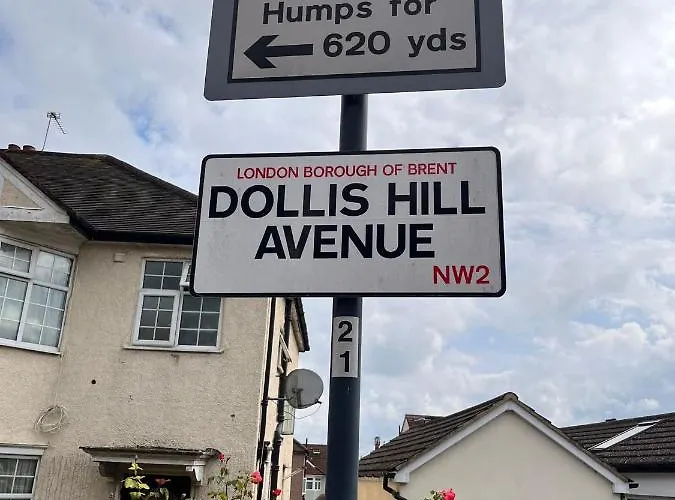 Humps for
← 620 yds
LONDON BOROUGH OF BRENT
DOLLIS HILL
AVENUE
NW2
2
1